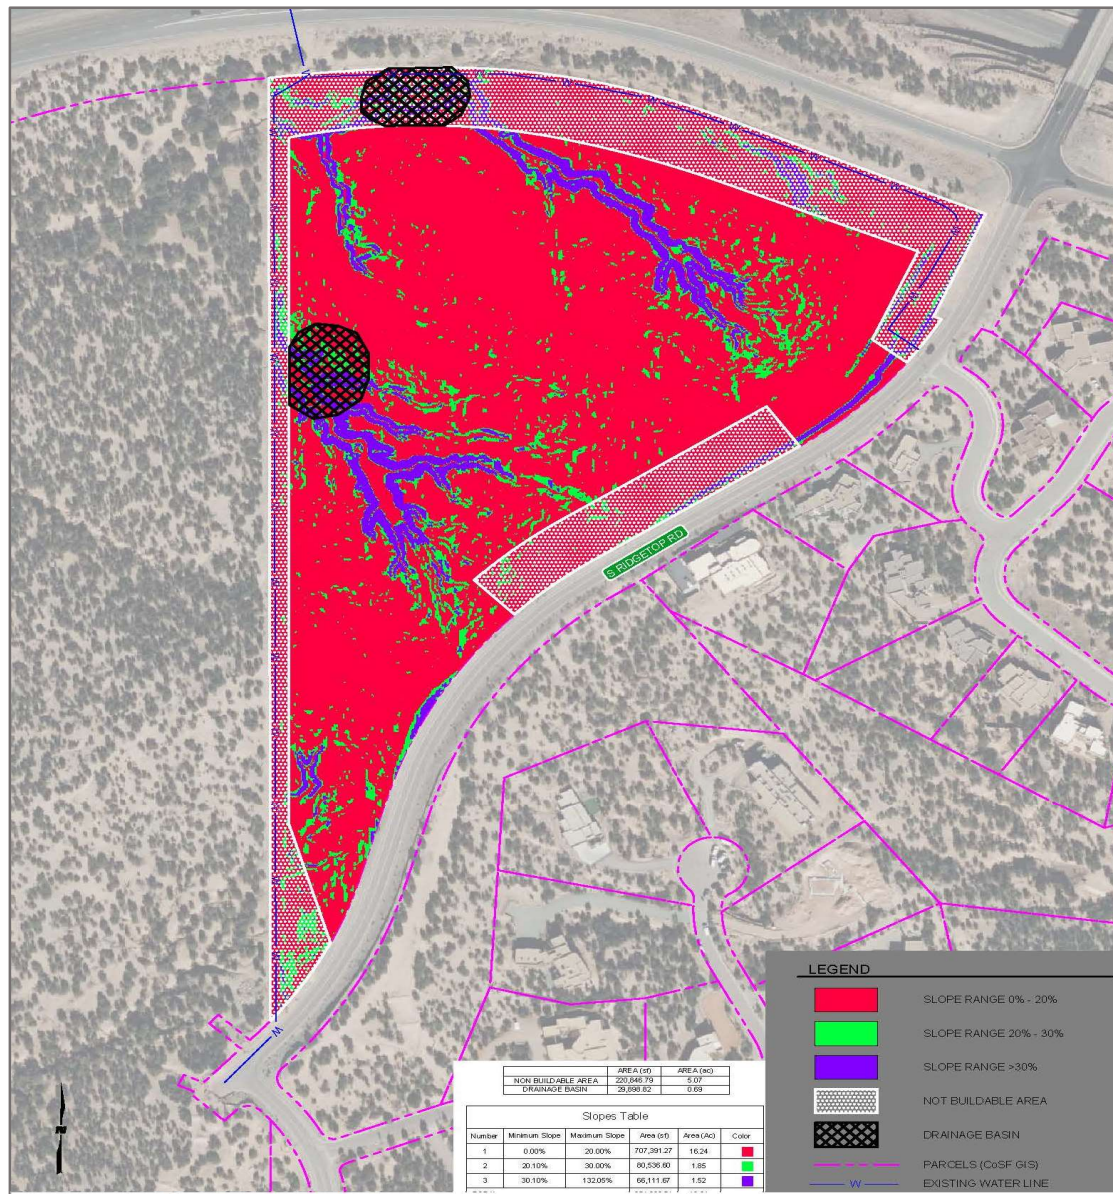 S RIDGETOP RD
W
LEGEND
SLOPE RANGE 0% - 20%
SLOPE RANGE 20% - 30%
SLOPE RANGE >30%
NOT BUILDABLE AREA
DRAINAGE BASIN
PARCELS (CoSF GIS)
W EXISTING WATER LINE
AREA (sf) AREA (ac)
NON BUILDABLE AREA 220,846.79 5.07
DRAINAGE BASIN 29,898.82 0.69
Slopes Table
Number Minimum Slope Maximum Slope Area (sf) Area (Ac) Color
1 0.00% 20.00% 707,391.27 16.24
2 20.10% 30.00% 80,536.60 1.85
3 30.10% 132.05% 66,111.67 1.52
N